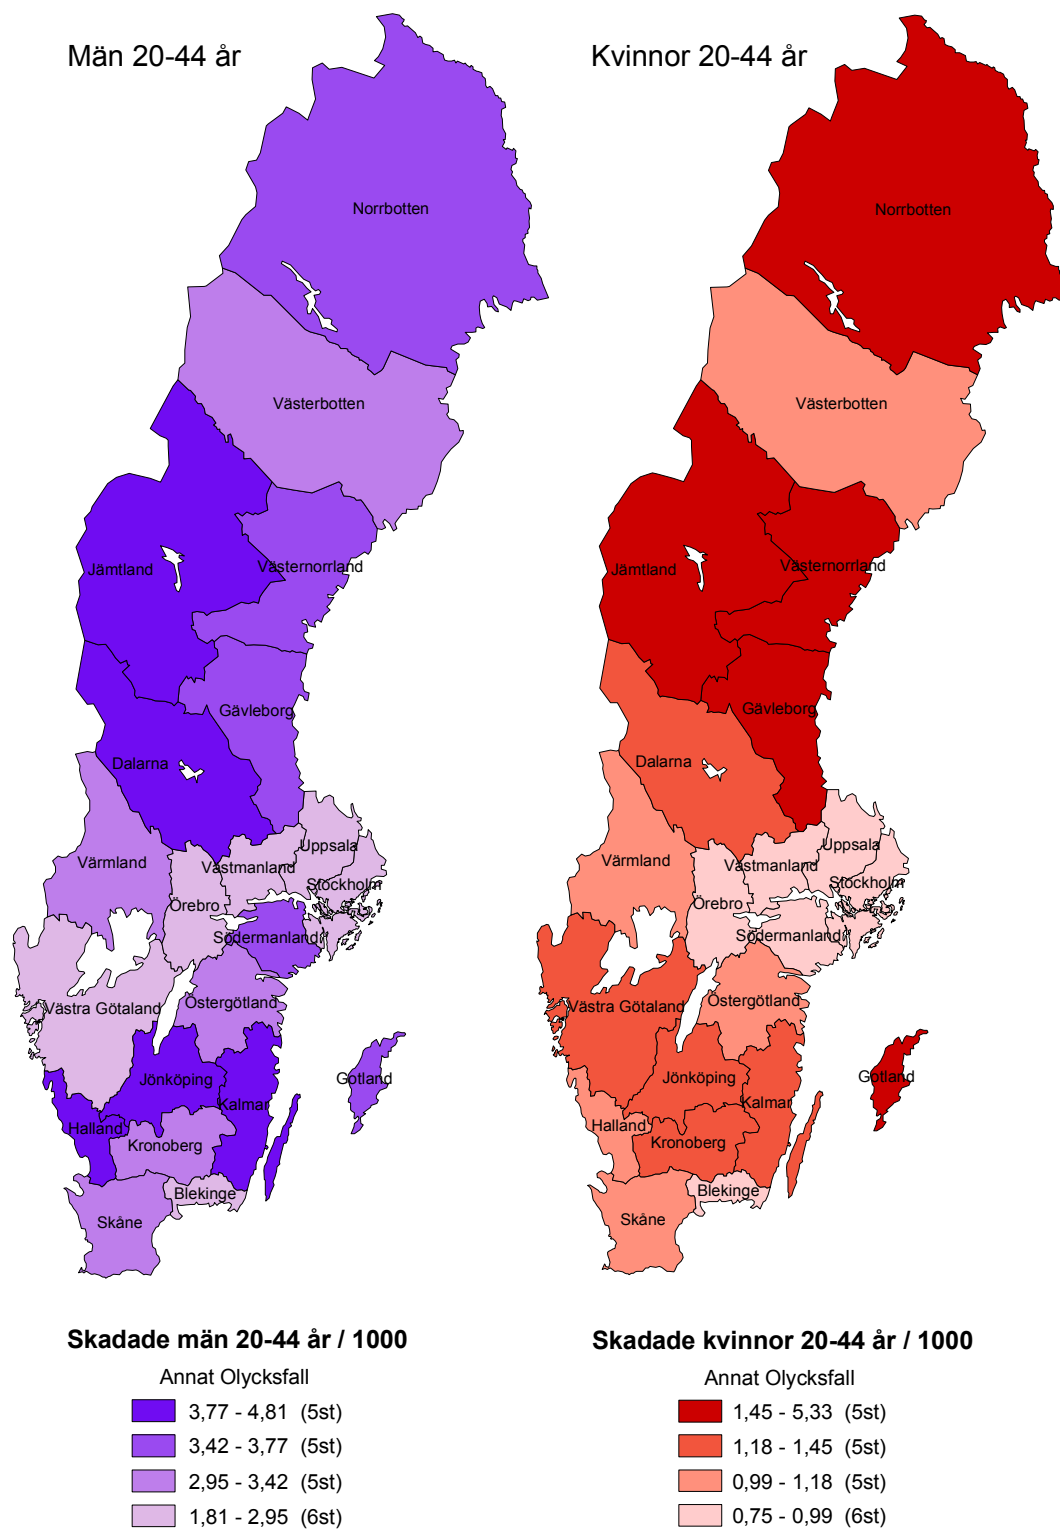 Män 20-44 år
Norrbotten
Västerbotten
Jämtland
Västernorrland
Gävleborg
Dalarna
Värmland
Uppsala
Västmanland
Stockholm
Örebro
Södermanland
Östergötland
Västra Götaland
Jönköping
Gotland
Kalmar
Halland
Kronoberg
Blekinge
Skåne
Skadade män 20-44 år / 1000
Annat Olycksfall
3,77 - 4,81 (5st)
3,42 - 3,77 (5st)
2,95 - 3,42 (5st)
1,81 - 2,95 (6st)
Kvinnor 20-44 år
Norrbotten
Västerbotten
Jämtland
Västernorrland
Gävleborg
Dalarna
Värmland
Uppsala
Västmanland
Stockholm
Örebro
Södermanland
Östergötland
Västra Götaland
Jönköping
Gotland
Kalmar
Halland
Kronoberg
Blekinge
Skåne
Skadade kvinnor 20-44 år / 1000
Annat Olycksfall
1,45 - 5,33 (5st)
1,18 - 1,45 (5st)
0,99 - 1,18 (5st)
0,75 - 0,99 (6st)